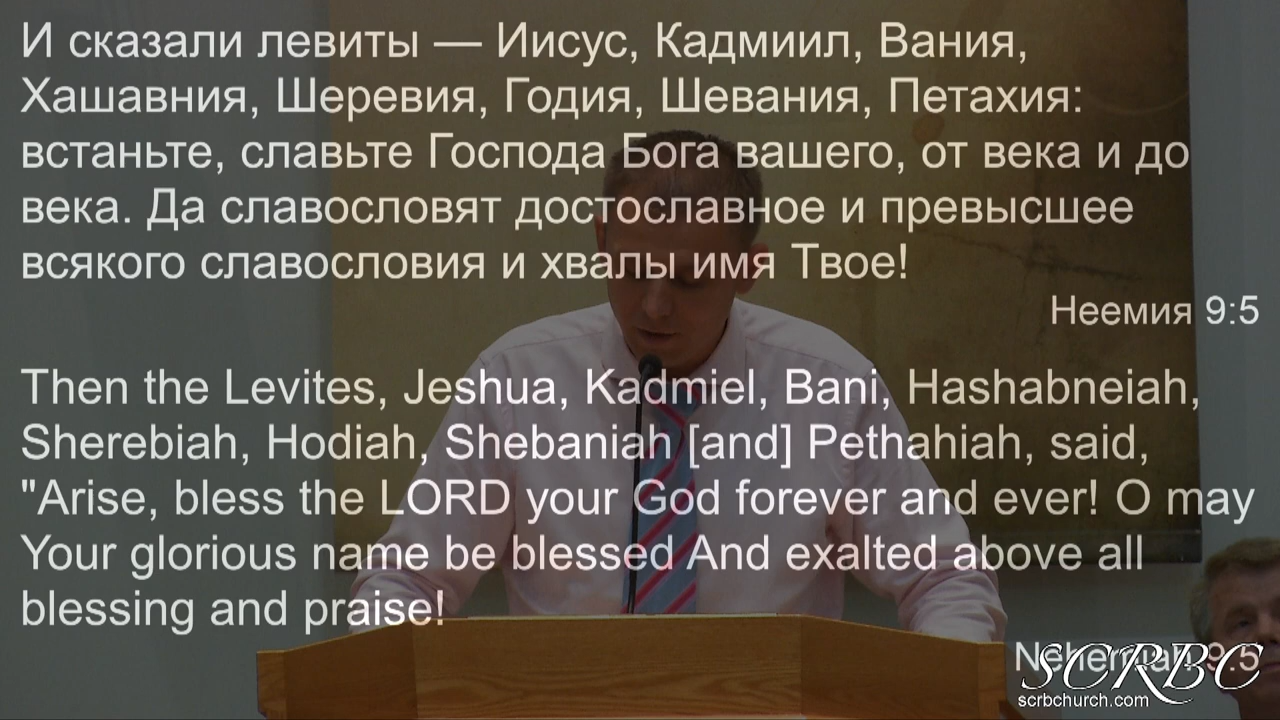 И сказали левиты — Иисус, Кадмиил, Вания,
Хашавния, Шеревия, Годия, Шевания, Петахия:
встаньте, славьте Господа Бога вашего, от века и до
века. Да славословят достославное и превысшее
всякого славословия и хвалы имя Твое!
Неемия 9:5
Then the Levites, Jeshua, Kadmiel, Bani, Hashabneiah,
Sherebiah, Hodiah, Shebaniah [and] Pethahiah, said,
"Arise, bless the LORD your God forever and ever! O may
Your glorious name be blessed And exalted above all
blessing and praise!
Nehemiah 9:5
SCRBC
scrbchurch.com